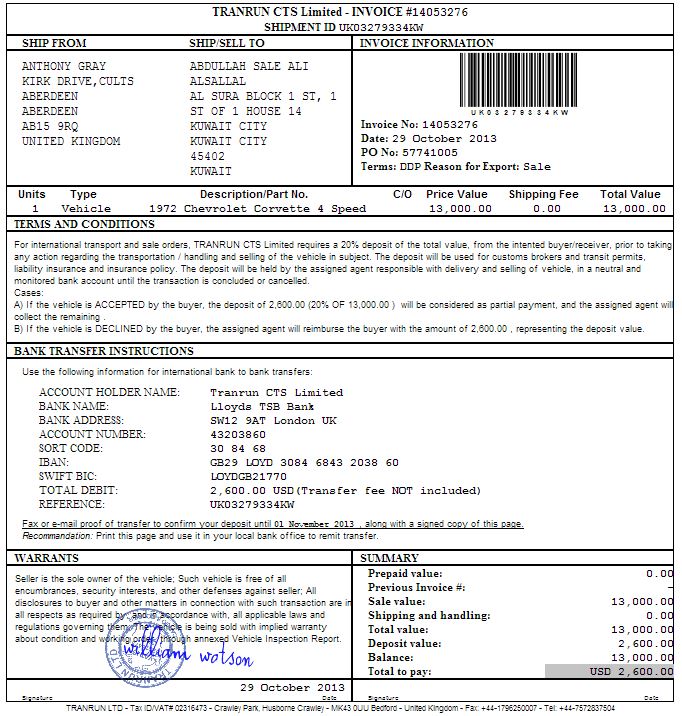 TRANRUN CTS Limited - INVOICE #14053276
SHIPMENT ID UK03279334KW
SHIP FROM
ANTHONY GRAY
KIRK DRIVE,CULTS
ABERDEEN
ABERDEEN
AB15 9RQ
UNITED KINGDOM
SHIP/SELL TO
ABDULLAH SALE ALI
ALSALLAL
AL SURA BLOCK 1 ST, 1
ST OF 1 HOUSE 14
KUWAIT CITY
KUWAIT CITY
45402
KUWAIT
INVOICE INFORMATION
UK03279334KW
Invoice No: 14053276
Date: 29 October 2013
PO No: 57741005
Terms: DDP Reason for Export: Sale
Units Type Description/Part No. C/O Price Value Shipping Fee Total Value
1 Vehicle 1972 Chevrolet Corvette 4 Speed 13,000.00 0.00 13,000.00
TERMS AND CONDITIONS
For international transport and sale orders, TRANRUN CTS Limited requires a 20% deposit of the total value, from the intented buyer/receiver, prior to taking
any action regarding the transportation / handling and selling of the vehicle in subject. The deposit will be used for customs brokers and transit permits,
liability insurance and insurance policy. The deposit will be held by the assigned agent responsible with delivery and selling of vehicle, in a neutral and
monitored bank account until the transaction is concluded or cancelled.
Cases:
A) If the vehicle is ACCEPTED by the buyer, the deposit of 2,600.00 (20% OF 13,000.00 ) will be considered as partial payment, and the assigned agent will
collect the remaining .
B) If the vehicle is DECLINED by the buyer, the assigned agent will reimburse the buyer with the amount of 2,600.00 , representing the deposit value.
BANK TRANSFER INSTRUCTIONS
Use the following information for international bank to bank transfers:
ACCOUNT HOLDER NAME: Tranrun CTS Limited
BANK NAME: Lloyds TSB Bank
BANK ADDRESS: SW12 9AT London UK
ACCOUNT NUMBER: 43203860
SORT CODE: 30 84 68
IBAN: GB29 LOYD 3084 6843 2038 60
SWIFT BIC: LOYDGB21770
TOTAL DEBIT: 2,600.00 USD(Transfer fee NOT included)
REFERENCE: UK03279334KW
Fax or e-mail proof of transfer to confirm your deposit until 01 November 2013 , along with a signed copy of this page.
Recommendation: Print this page and use it in your local bank office to remit transfer.
WARRANTS
Seller is the sole owner of the vehicle; Such vehicle is free of all
encumbrances, security interests, and other defenses against seller; All
disclosures to buyer and other matters in connection with such transaction are in
all respects as required by, and is accordance with, all applicable laws and
regulations governing them; The vehicle is being sold with implied warranty
about condition and working order, through annexed Vehicle Inspection Report.
william watson
29 October 2013
Signature Date
SUMMARY
Prepaid value: 0.00
Previous Invoice #: -
Sale value: 13,000.00
Shipping and handling: 0.00
Total value: 13,000.00
Deposit value: 2,600.00
Balance: 13,000.00
Total to pay: USD 2,600.00
Signature Date
TRANRUN LTD - Tax ID/VAT# 02316473 - Crawley Park, Husborne Crawley - MK43 0UU Bedford - United Kingdom - Fax: +44-1796250007 - Tel: +44-7572837504